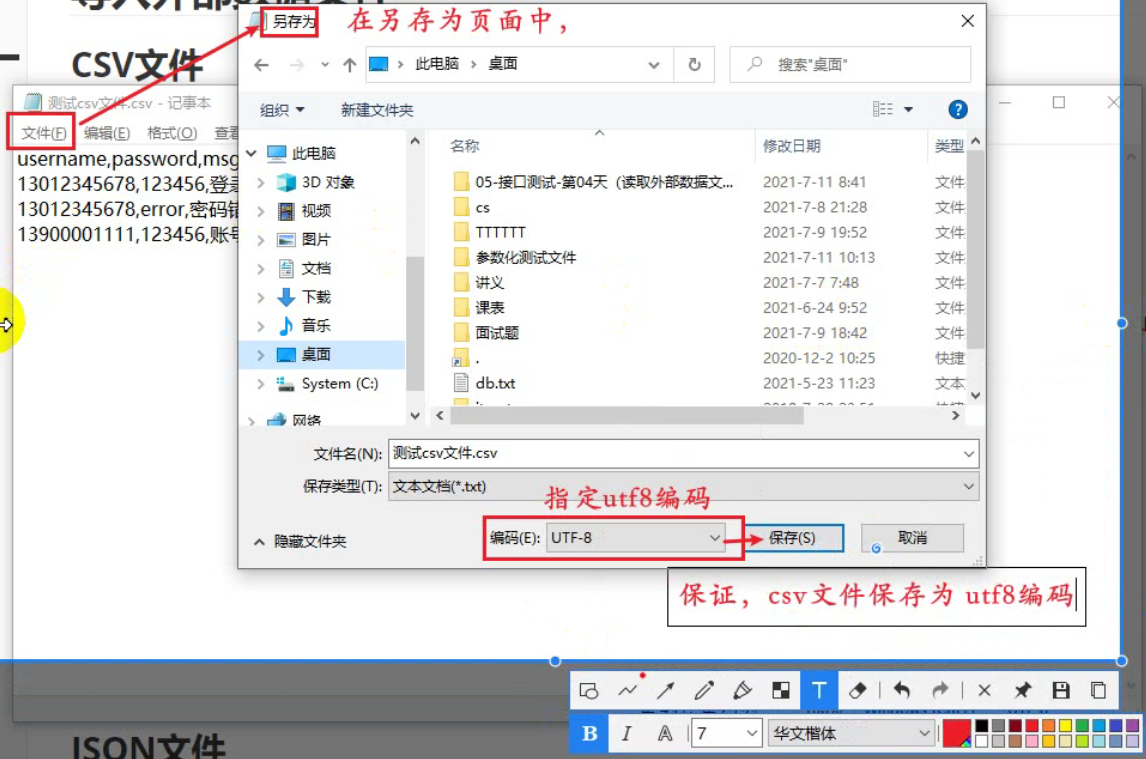 CSV文件
另存为
在另存为页面中，
此电脑 > 桌面
搜索"桌面"
测试csv文件.csv - 记事本
文件(F) 编辑(E) 格式(O) 查看
组织 新建文件夹
username,password,msg
13012345678,123456,登录
13012345678,error,密码错
13900001111,123456,账号
此电脑
3D 对象
视频
图片
文档
下载
音乐
桌面
System (C:)
网络
名称 修改日期 类型
05-接口测试-第04天（读取外部数据文... 2021-7-11 8:41 文件
cs 2021-7-8 21:28 文件
TTTTTT 2021-7-9 19:52 文件
参数化测试文件 2021-7-11 10:13 文件
讲义 2021-7-7 7:48 文件
课表 2021-6-24 9:52 文件
面试题 2021-7-9 18:42 文件
. 2020-12-2 10:25 快捷
db.txt 2021-5-23 11:23 文本
文件名(N): 测试csv文件.csv
保存类型(T): 文本文档(*.txt)
指定utf8编码
隐藏文件夹
编码(E): UTF-8
保存(S) 取消
保证，csv文件保存为 utf8编码
B I A 7 华文楷体
JSON文件